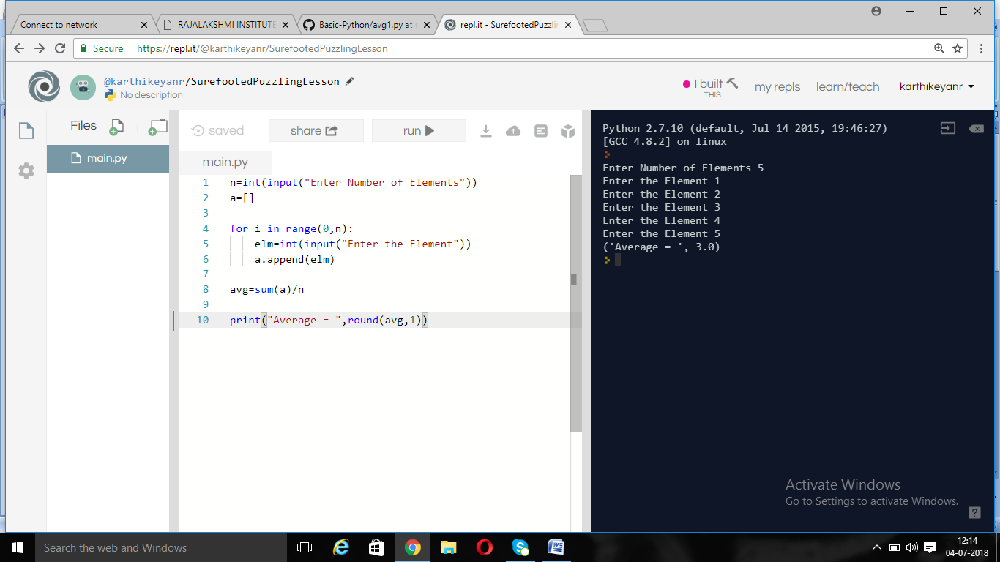 Connect to network
RAJALAKSHMI INSTITUTE
Basic-Python/avg1.py at
repl.it - SurefootedPuzzlin
Secure
https://repl.it/@karthikeyanr/SurefootedPuzzlingLesson
@karthikeyanr/SurefootedPuzzlingLesson
No description
I built
THIS
my repls
learn/teach
karthikeyanr
Files
main.py
saved
share
run
main.py
1 n=int(input("Enter Number of Elements"))
2 a=[]
3
4 for i in range(0,n):
5 elm=int(input("Enter the Element"))
6 a.append(elm)
7
8 avg=sum(a)/n
9
10 print("Average = ",round(avg,1))
Python 2.7.10 (default, Jul 14 2015, 19:46:27)
[GCC 4.8.2] on linux
Enter Number of Elements 5
Enter the Element 1
Enter the Element 2
Enter the Element 3
Enter the Element 4
Enter the Element 5
('Average = ', 3.0)
Activate Windows
Go to Settings to activate Windows.
Search the web and Windows
12:14
04-07-2018